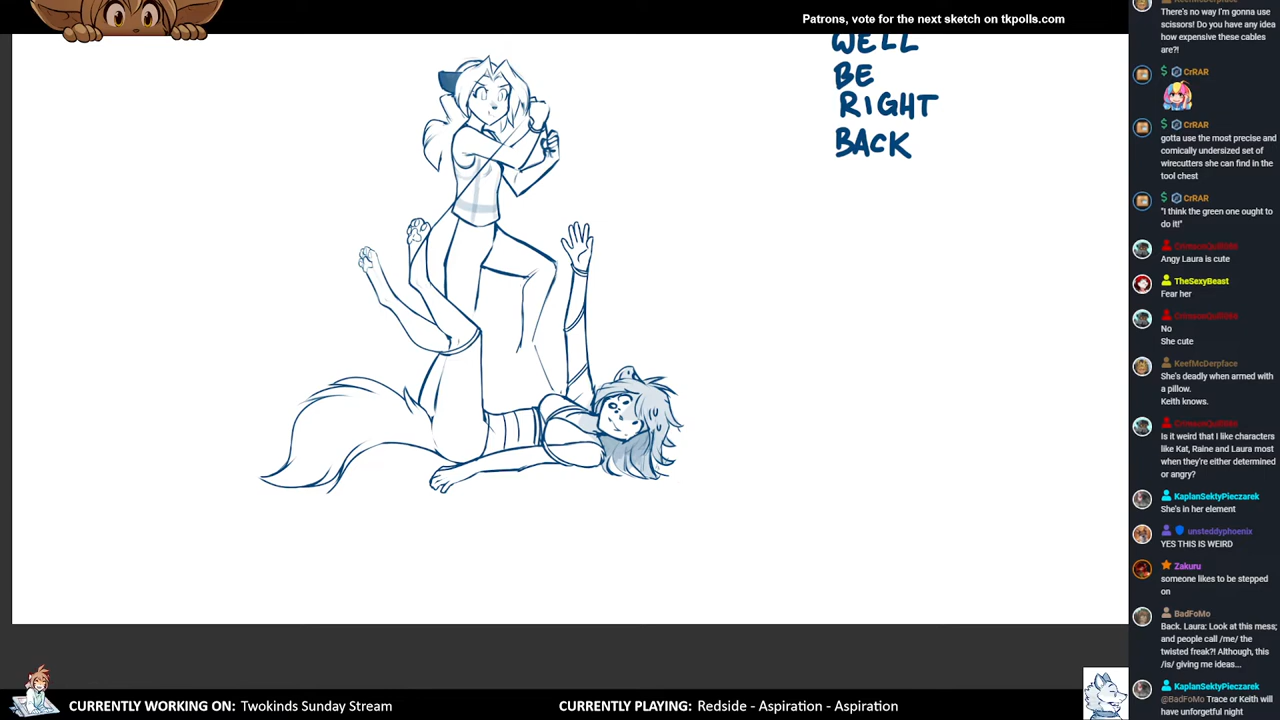 Patrons, vote for the next sketch on tkpolls.com
WE'LL
BE
RIGHT
BACK
There's no way I'm gonna use
scissors! Do you have any idea
how expensive these cables
are?!
$ CrRAR
$ CrRAR
gotta use the most precise and
comically undersized set of
wirecutters she can find in the
tool chest
$ CrRAR
"I think the green one ought to
do it!"
Angy Laura is cute
TheSexyBeast
Fear her
No
She cute
KeefMcDerpface
She's deadly when armed with
a pillow.
Keith knows.
Is it weird that I like characters
like Kat, Raine and Laura most
when they're either determined
or angry?
KaplanSektyPieczarek
She's in her element
unsteddyphoenix
YES THIS IS WEIRD
Zakuru
someone likes to be stepped
on
BadFoMo
Back. Laura: Look at this mess;
and people call /me/ the
twisted freak?! Although, this
/is/ giving me ideas...
KaplanSektyPieczarek
@BadFoMo Trace or Keith will
have unforgetful night
CURRENTLY WORKING ON: Twokinds Sunday Stream
CURRENTLY PLAYING: Redside - Aspiration - Aspiration